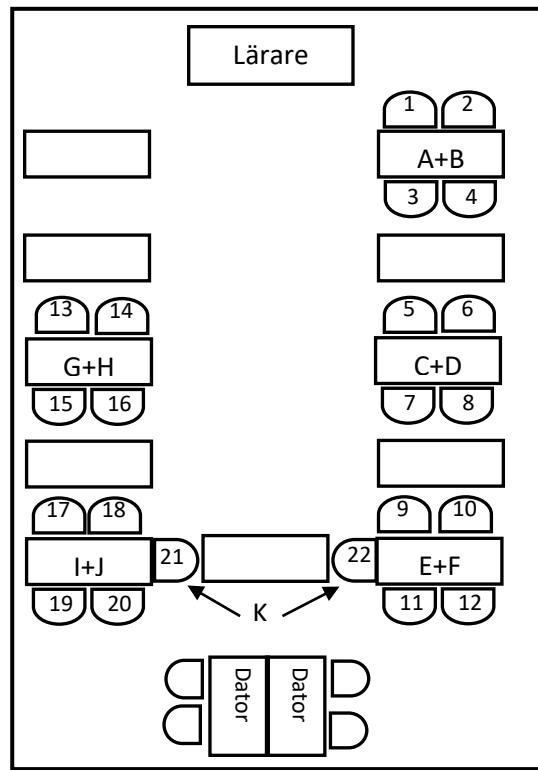 Lärare
1 2
A+B
3 4
13 14
5 6
G+H
C+D
15 16
7 8
17 18
9 10
I+J
21
22
E+F
19 20
K
11 12
Dator
Dator